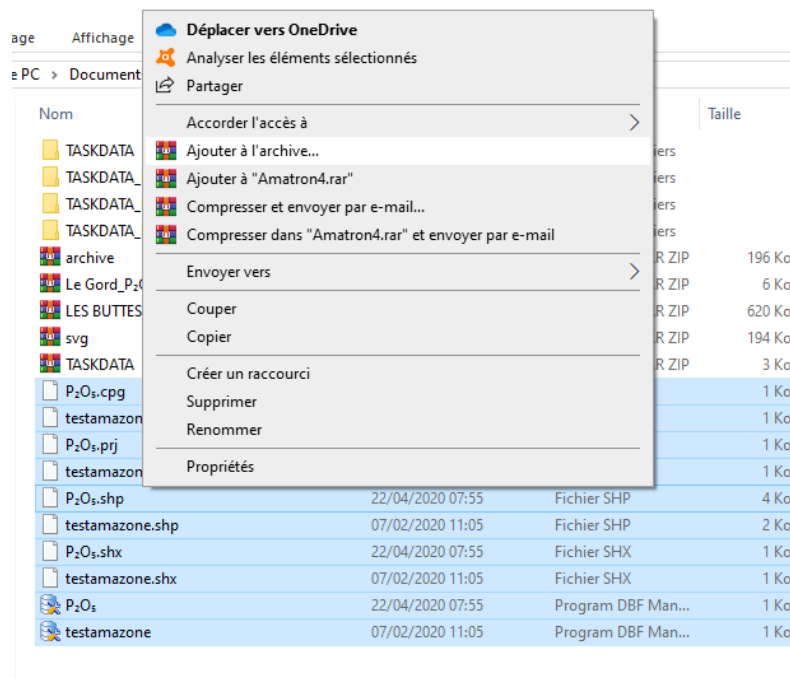 Déplacer vers OneDrive
age Affichage
Analyser les éléments sélectionnés
PC > Document
Partager
Nom
Taille
Accorder l'accès à
TASKDATA
Ajouter à l'archive...
iers
TASKDATA_
Ajouter à "Amatron4.rar"
iers
TASKDATA_
Compresser et envoyer par e-mail...
iers
TASKDATA_
Compresser dans "Amatron4.rar" et envoyer par e-mail
iers
archive
R ZIP 196 Ko
Envoyer vers
Le Gord_P₂
R ZIP 6 Ko
LES BUTTES
Couper
R ZIP 620 Ko
svg
Copier
R ZIP 194 Ko
TASKDATA
R ZIP 3 Ko
Créer un raccourci
P₂O₅.cpg
1 Ko
Supprimer
testamazon
1 Ko
Renommer
P₂O₅.prj
1 Ko
Propriétés
testamazon
1 Ko
P₂O₅.shp 22/04/2020 07:55 Fichier SHP 4 Ko
testamazone.shp 07/02/2020 11:05 Fichier SHP 2 Ko
P₂O₅.shx 22/04/2020 07:55 Fichier SHX 1 Ko
testamazone.shx 07/02/2020 11:05 Fichier SHX 1 Ko
P₂O₅ 22/04/2020 07:55 Program DBF Man... 1 Ko
testamazone 07/02/2020 11:05 Program DBF Man... 1 Ko